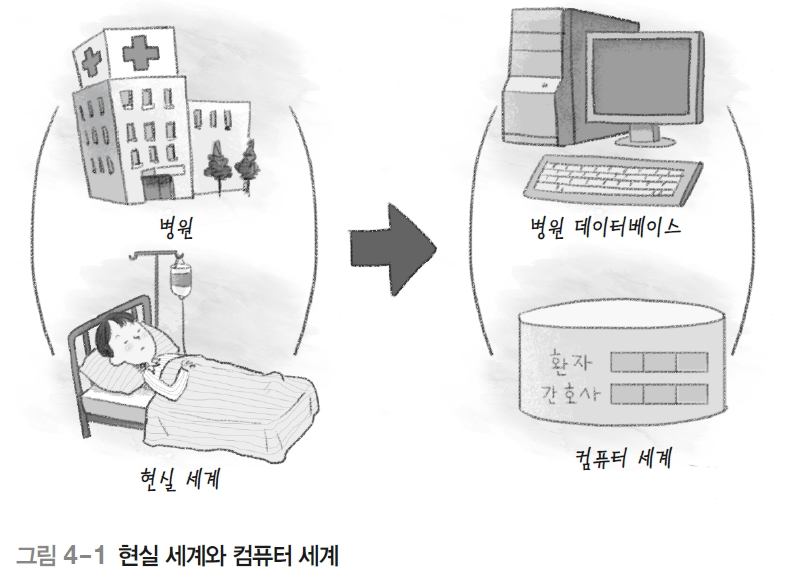 병원
병원 데이터베이스
환자
간호사
현실 세계
컴퓨터 세계
그림 4-1 현실 세계와 컴퓨터 세계